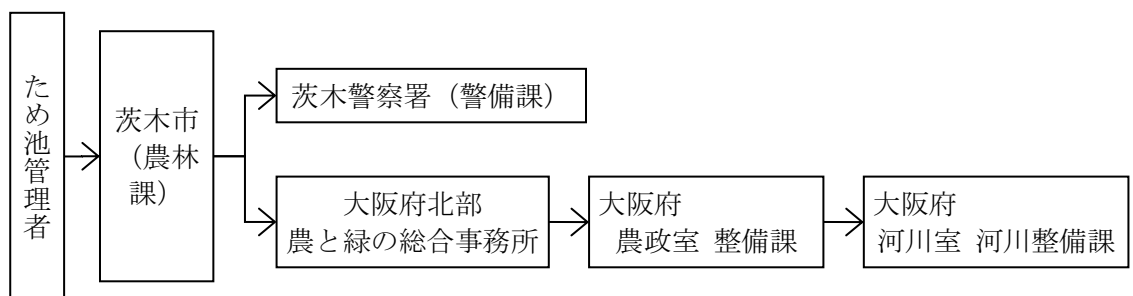 ため池管理者
茨木市
（農林
課）
茨木警察署（警備課）
大阪府北部
農と緑の総合事務所
大阪府
農政室 整備課
大阪府
河川室 河川整備課